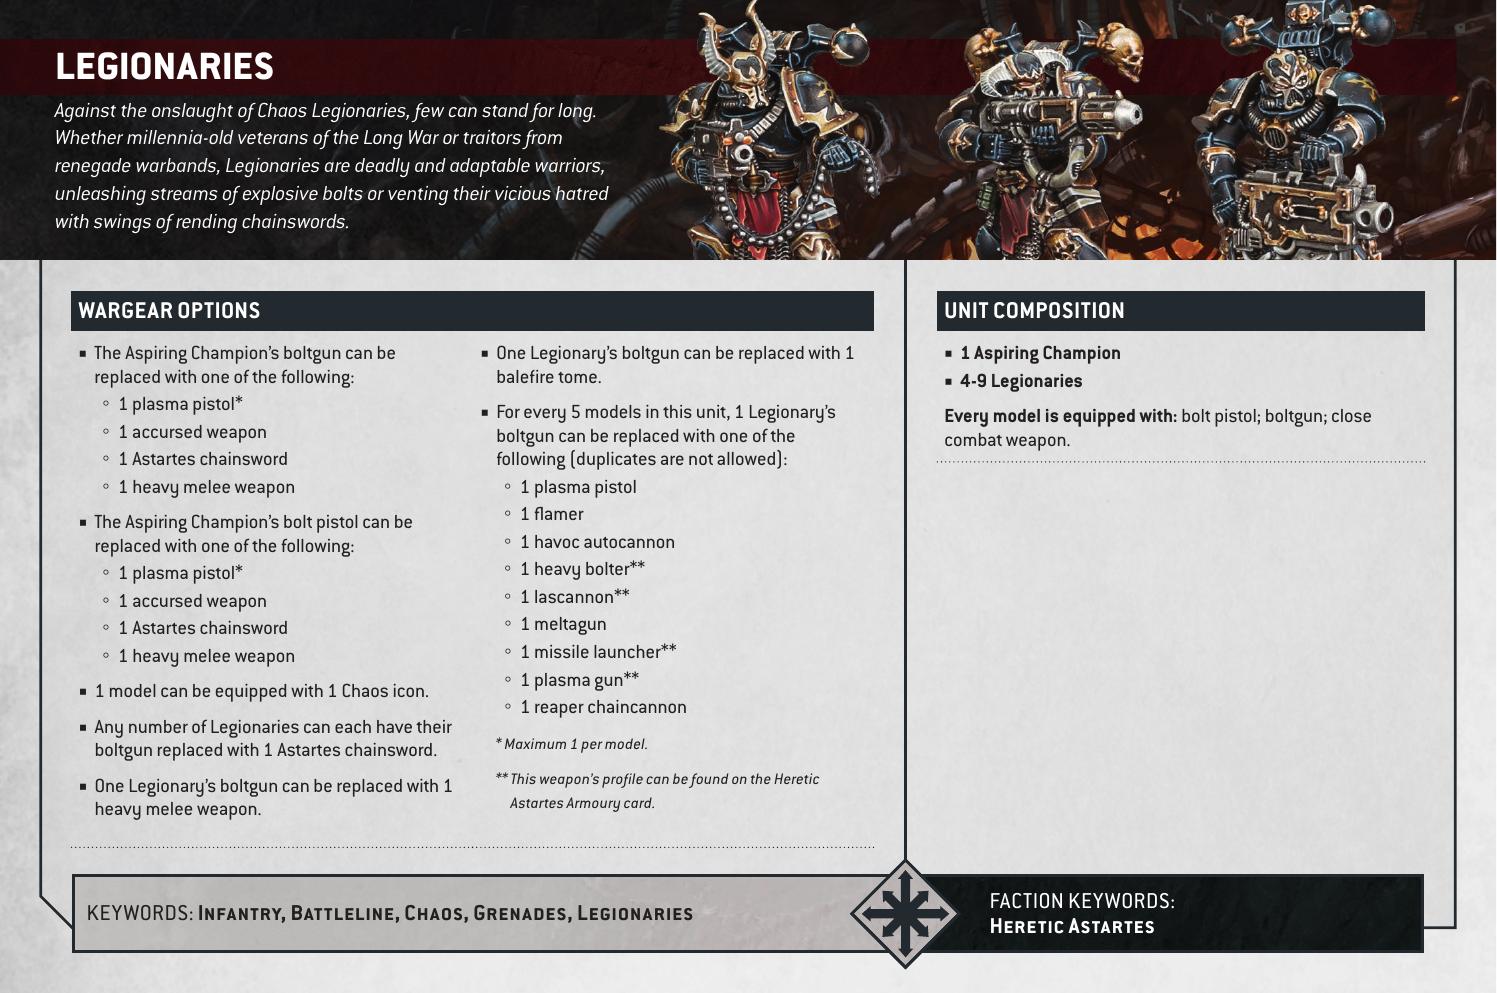 LEGIONARIES
Against the onslaught of Chaos Legionaries, few can stand for long.
Whether millennia-old veterans of the Long War or traitors from
renegade warbands, Legionaries are deadly and adaptable warriors,
unleashing streams of explosive bolts or venting their vicious hatred
with swings of rending chainswords.
WARGEAR OPTIONS
▪ The Aspiring Champion's boltgun can be
replaced with one of the following:
◦ 1 plasma pistol*
◦ 1 accursed weapon
◦ 1 Astartes chainsword
◦ 1 heavy melee weapon
▪ The Aspiring Champion's bolt pistol can be
replaced with one of the following:
◦ 1 plasma pistol*
◦ 1 accursed weapon
◦ 1 Astartes chainsword
◦ 1 heavy melee weapon
▪ 1 model can be equipped with 1 Chaos icon.
▪ Any number of Legionaries can each have their
boltgun replaced with 1 Astartes chainsword.
▪ One Legionary's boltgun can be replaced with 1
heavy melee weapon.
▪ One Legionary's boltgun can be replaced with 1
balefire tome.
▪ For every 5 models in this unit, 1 Legionary's
boltgun can be replaced with one of the
following (duplicates are not allowed):
◦ 1 plasma pistol
◦ 1 flamer
◦ 1 havoc autocannon
◦ 1 heavy bolter**
◦ 1 lascannon**
◦ 1 meltagun
◦ 1 missile launcher**
◦ 1 plasma gun**
◦ 1 reaper chaincannon
* Maximum 1 per model.
** This weapon's profile can be found on the Heretic
Astartes Armoury card.
UNIT COMPOSITION
▪ 1 Aspiring Champion
▪ 4-9 Legionaries
Every model is equipped with: bolt pistol; boltgun; close
combat weapon.
KEYWORDS: INFANTRY, BATTLELINE, CHAOS, GRENADES, LEGIONARIES
FACTION KEYWORDS:
HERETIC ASTARTES